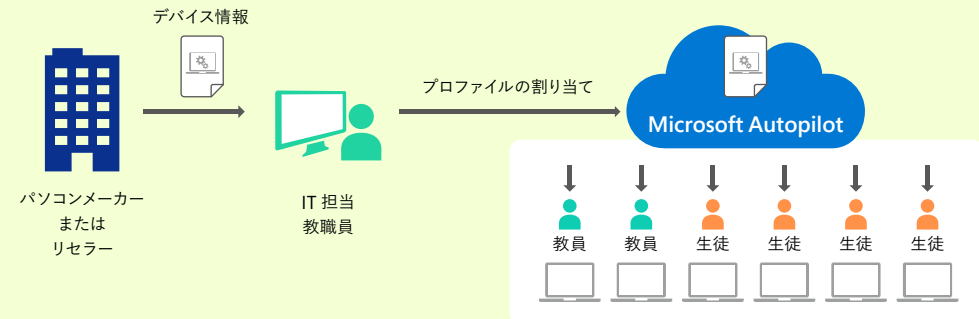 デバイス情報
プロファイルの割り当て
Microsoft Autopilot
パソコンメーカー
または
リセラー
IT 担当
教職員
教員
教員
生徒
生徒
生徒
生徒